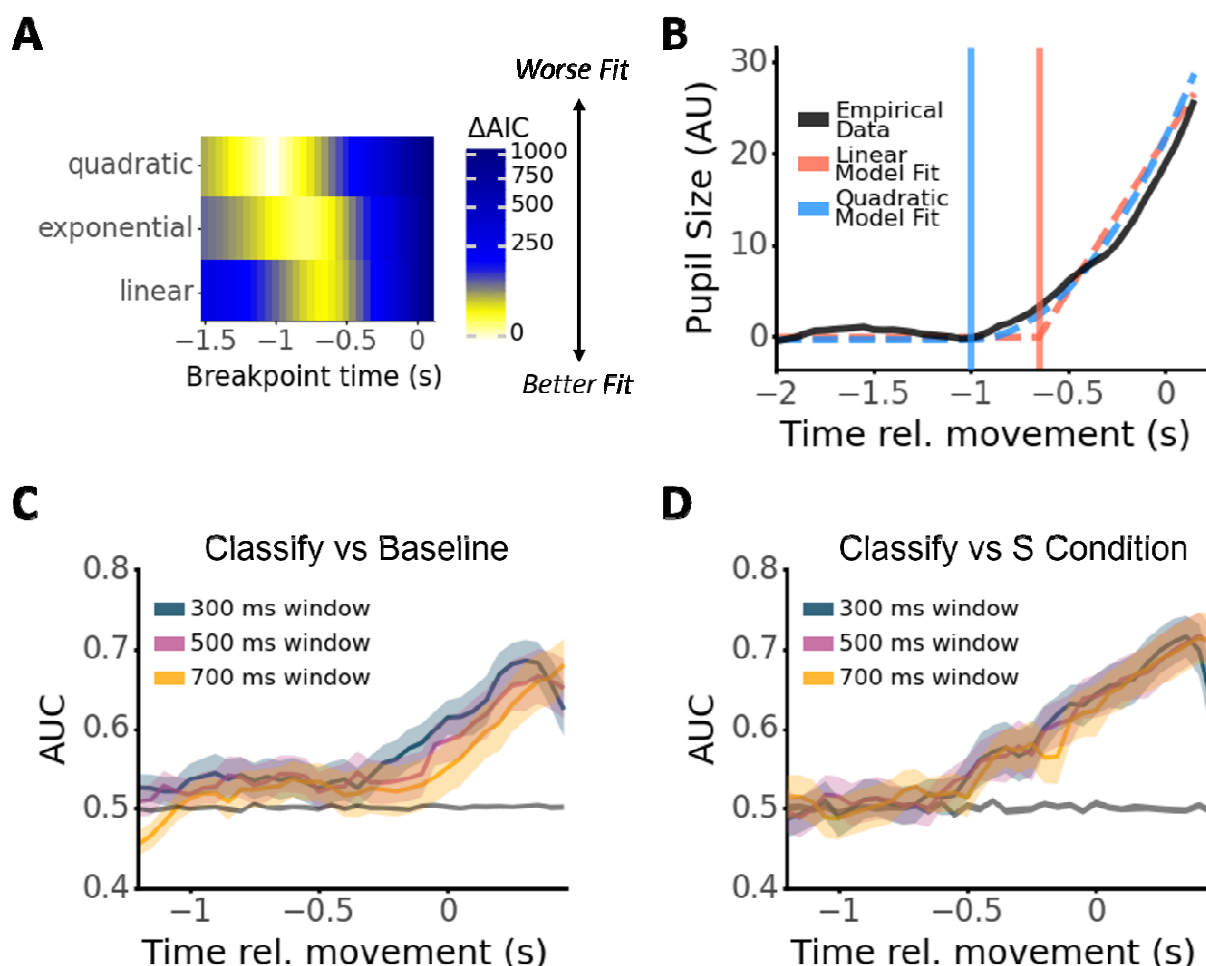 A
Worse Fit
ΔAIC
quadratic
exponential
linear
1000
750
500
250
0
−1.5 −1 −0.5 0
Breakpoint time (s)
Better Fit
B
30
20
10
0
Pupil Size (AU)
Empirical
Data
Linear
Model Fit
Quadratic
Model Fit
−2 −1.5 −1 −0.5 0
Time rel. movement (s)
C
Classify vs Baseline
0.8
0.7
0.6
0.5
0.4
AUC
300 ms window
500 ms window
700 ms window
−1 −0.5 0
Time rel. movement (s)
D
Classify vs S Condition
0.8
0.7
0.6
0.5
0.4
AUC
300 ms window
500 ms window
700 ms window
−1 −0.5 0
Time rel. movement (s)